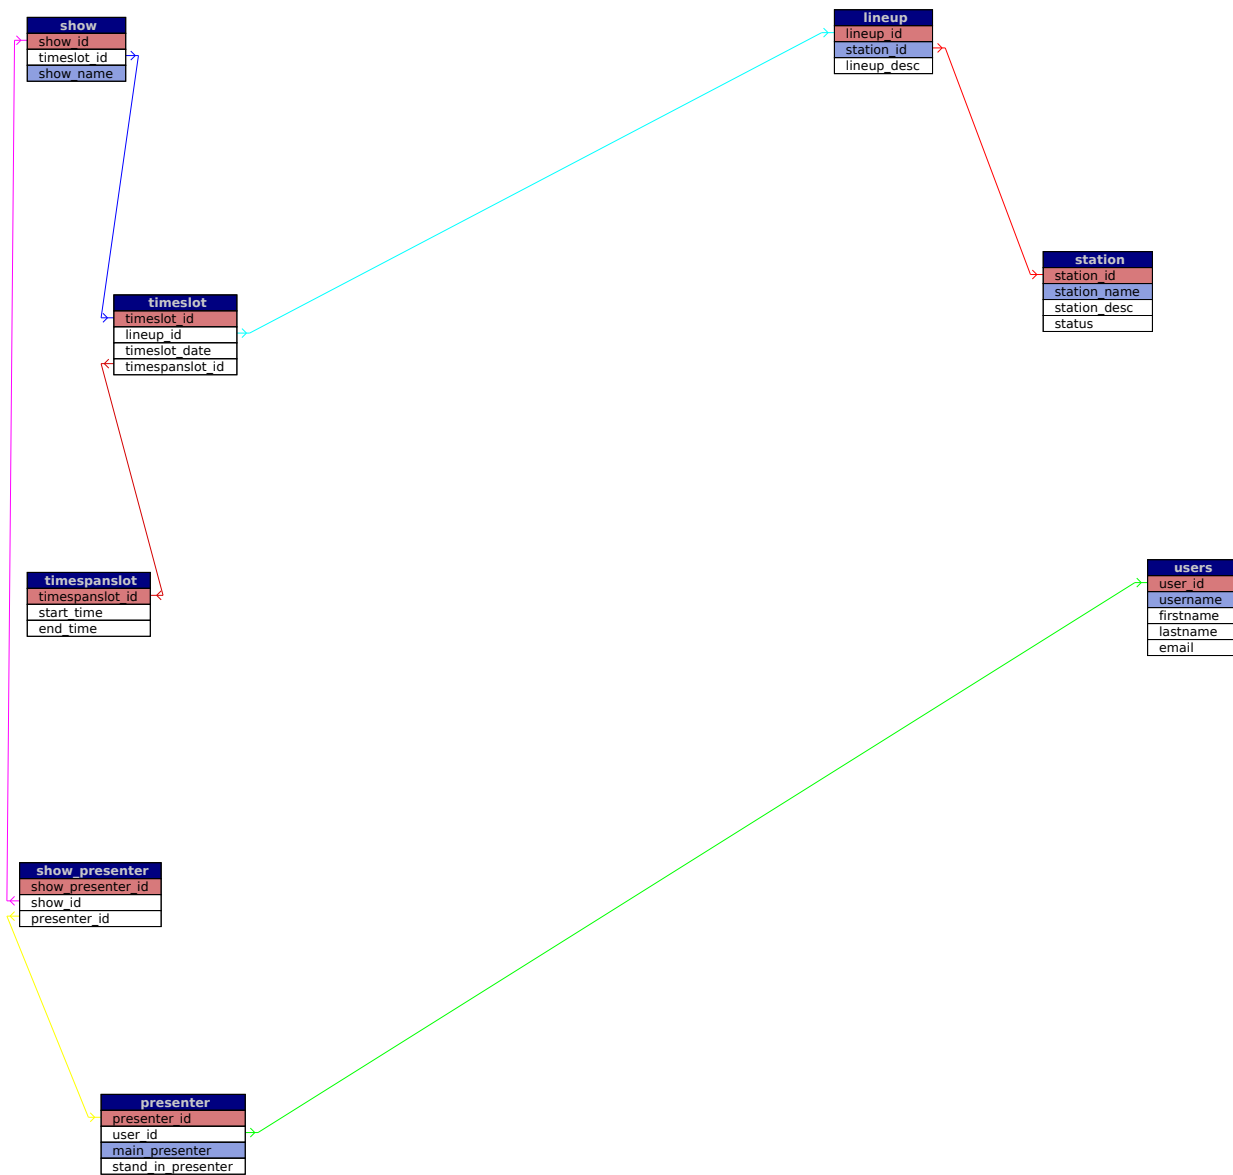 show
show_id
timeslot_id
show_name
lineup
lineup_id
station_id
lineup_desc
station
station_id
station_name
station_desc
status
timeslot
timeslot_id
lineup_id
timeslot_date
timespanslot_id
timespanslot
timespanslot_id
start_time
end_time
users
user_id
username
firstname
lastname
email
show_presenter
show_presenter_id
show_id
presenter_id
presenter
presenter_id
user_id
main_presenter
stand_in_presenter